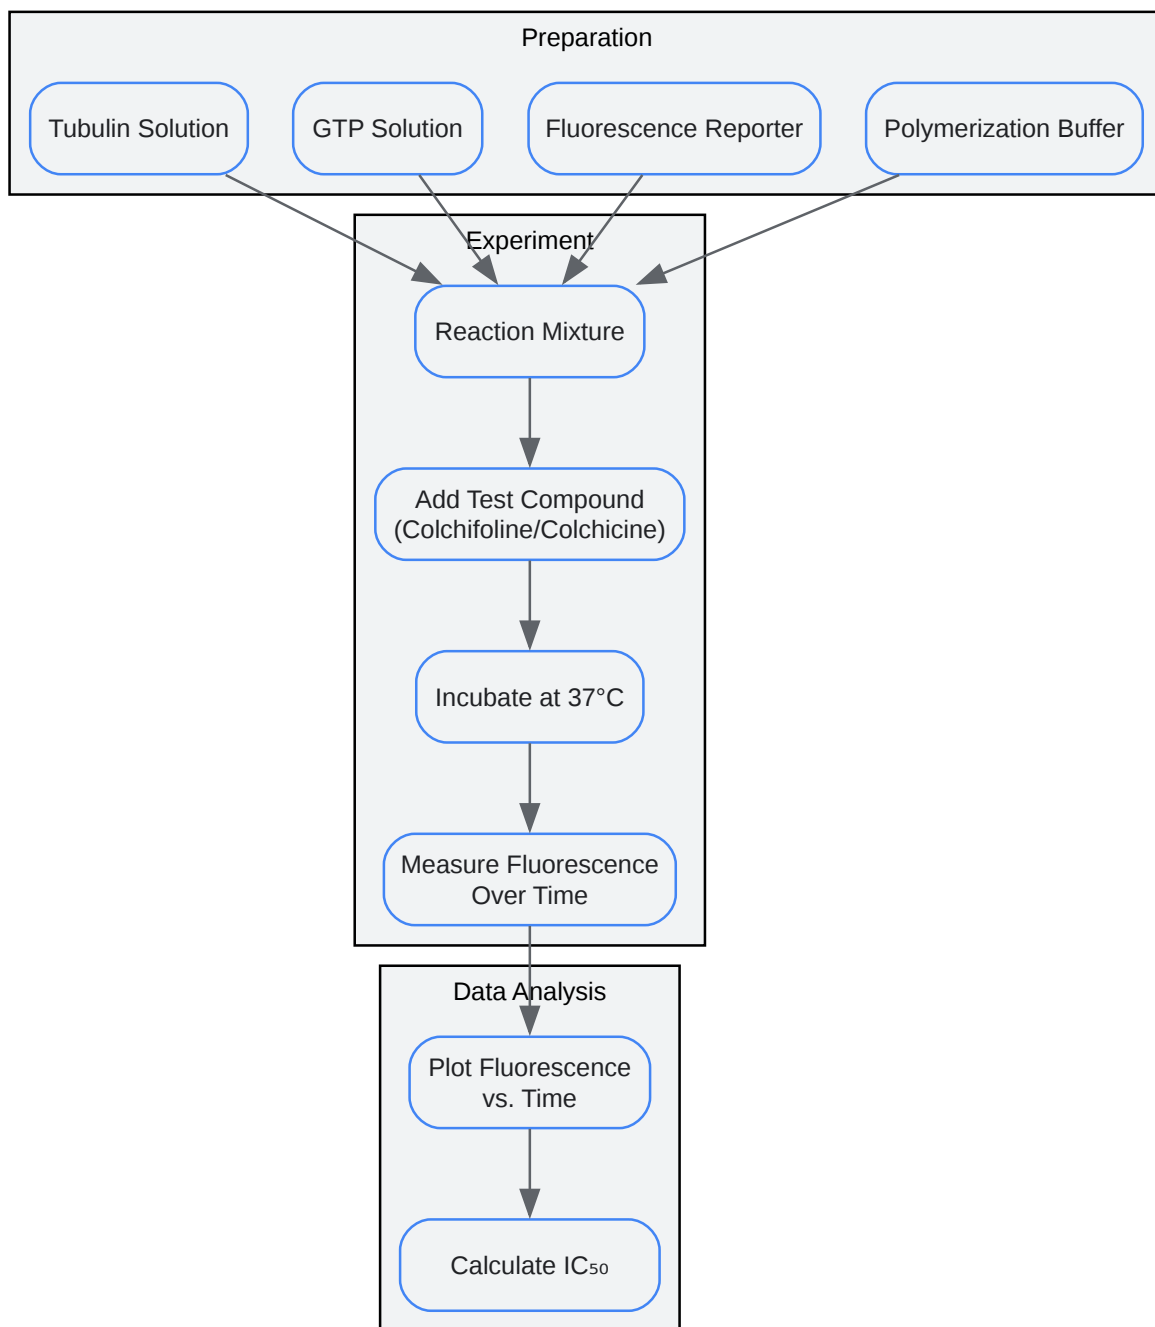 Preparation
Tubulin Solution
GTP Solution
Fluorescence Reporter
Polymerization Buffer
Experiment
Reaction Mixture
Add Test Compound
(Colchifoline/Colchicine)
Incubate at 37°C
Measure Fluorescence
Over Time
Data Analysis
Plot Fluorescence
vs. Time
Calculate IC₅₀